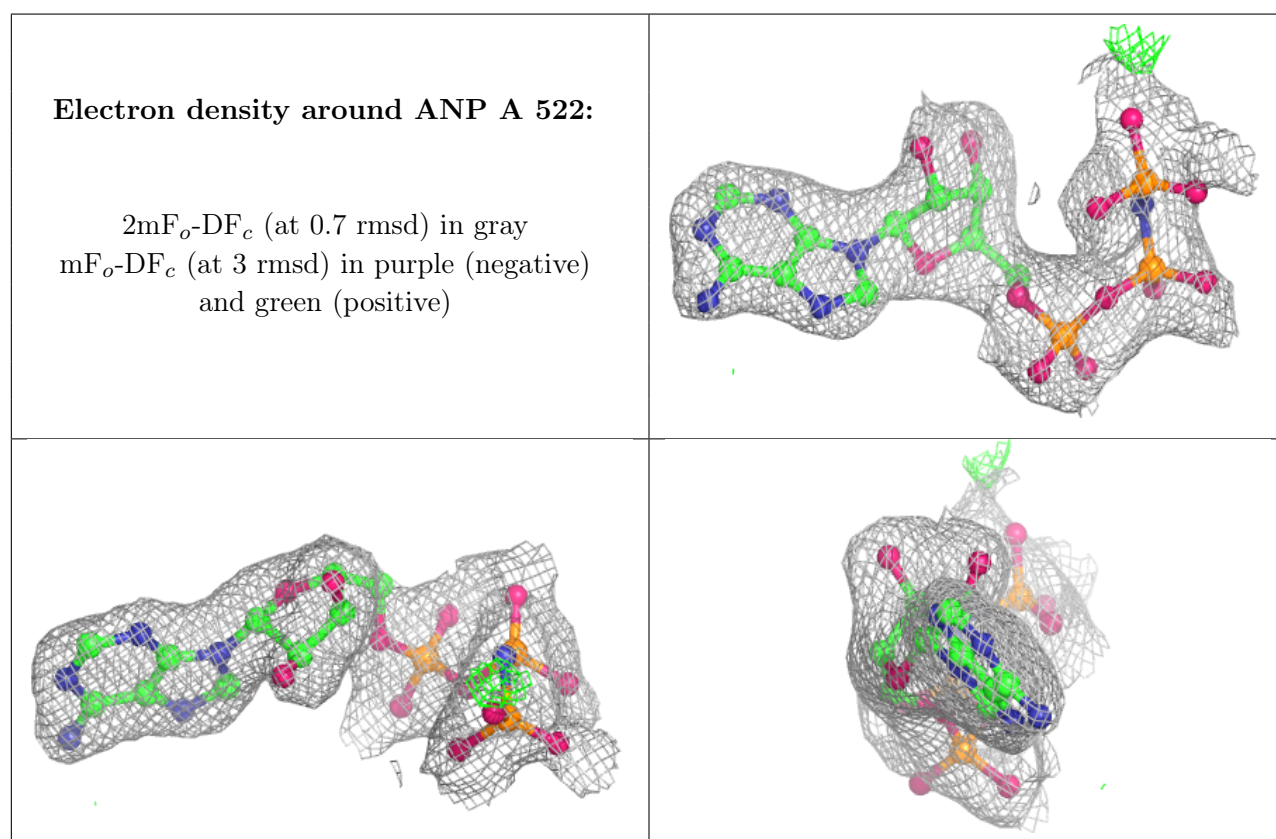 Electron density around ANP A 522:
2mFo-DFc (at 0.7 rmsd) in gray
mFo-DFc (at 3 rmsd) in purple (negative)
and green (positive)